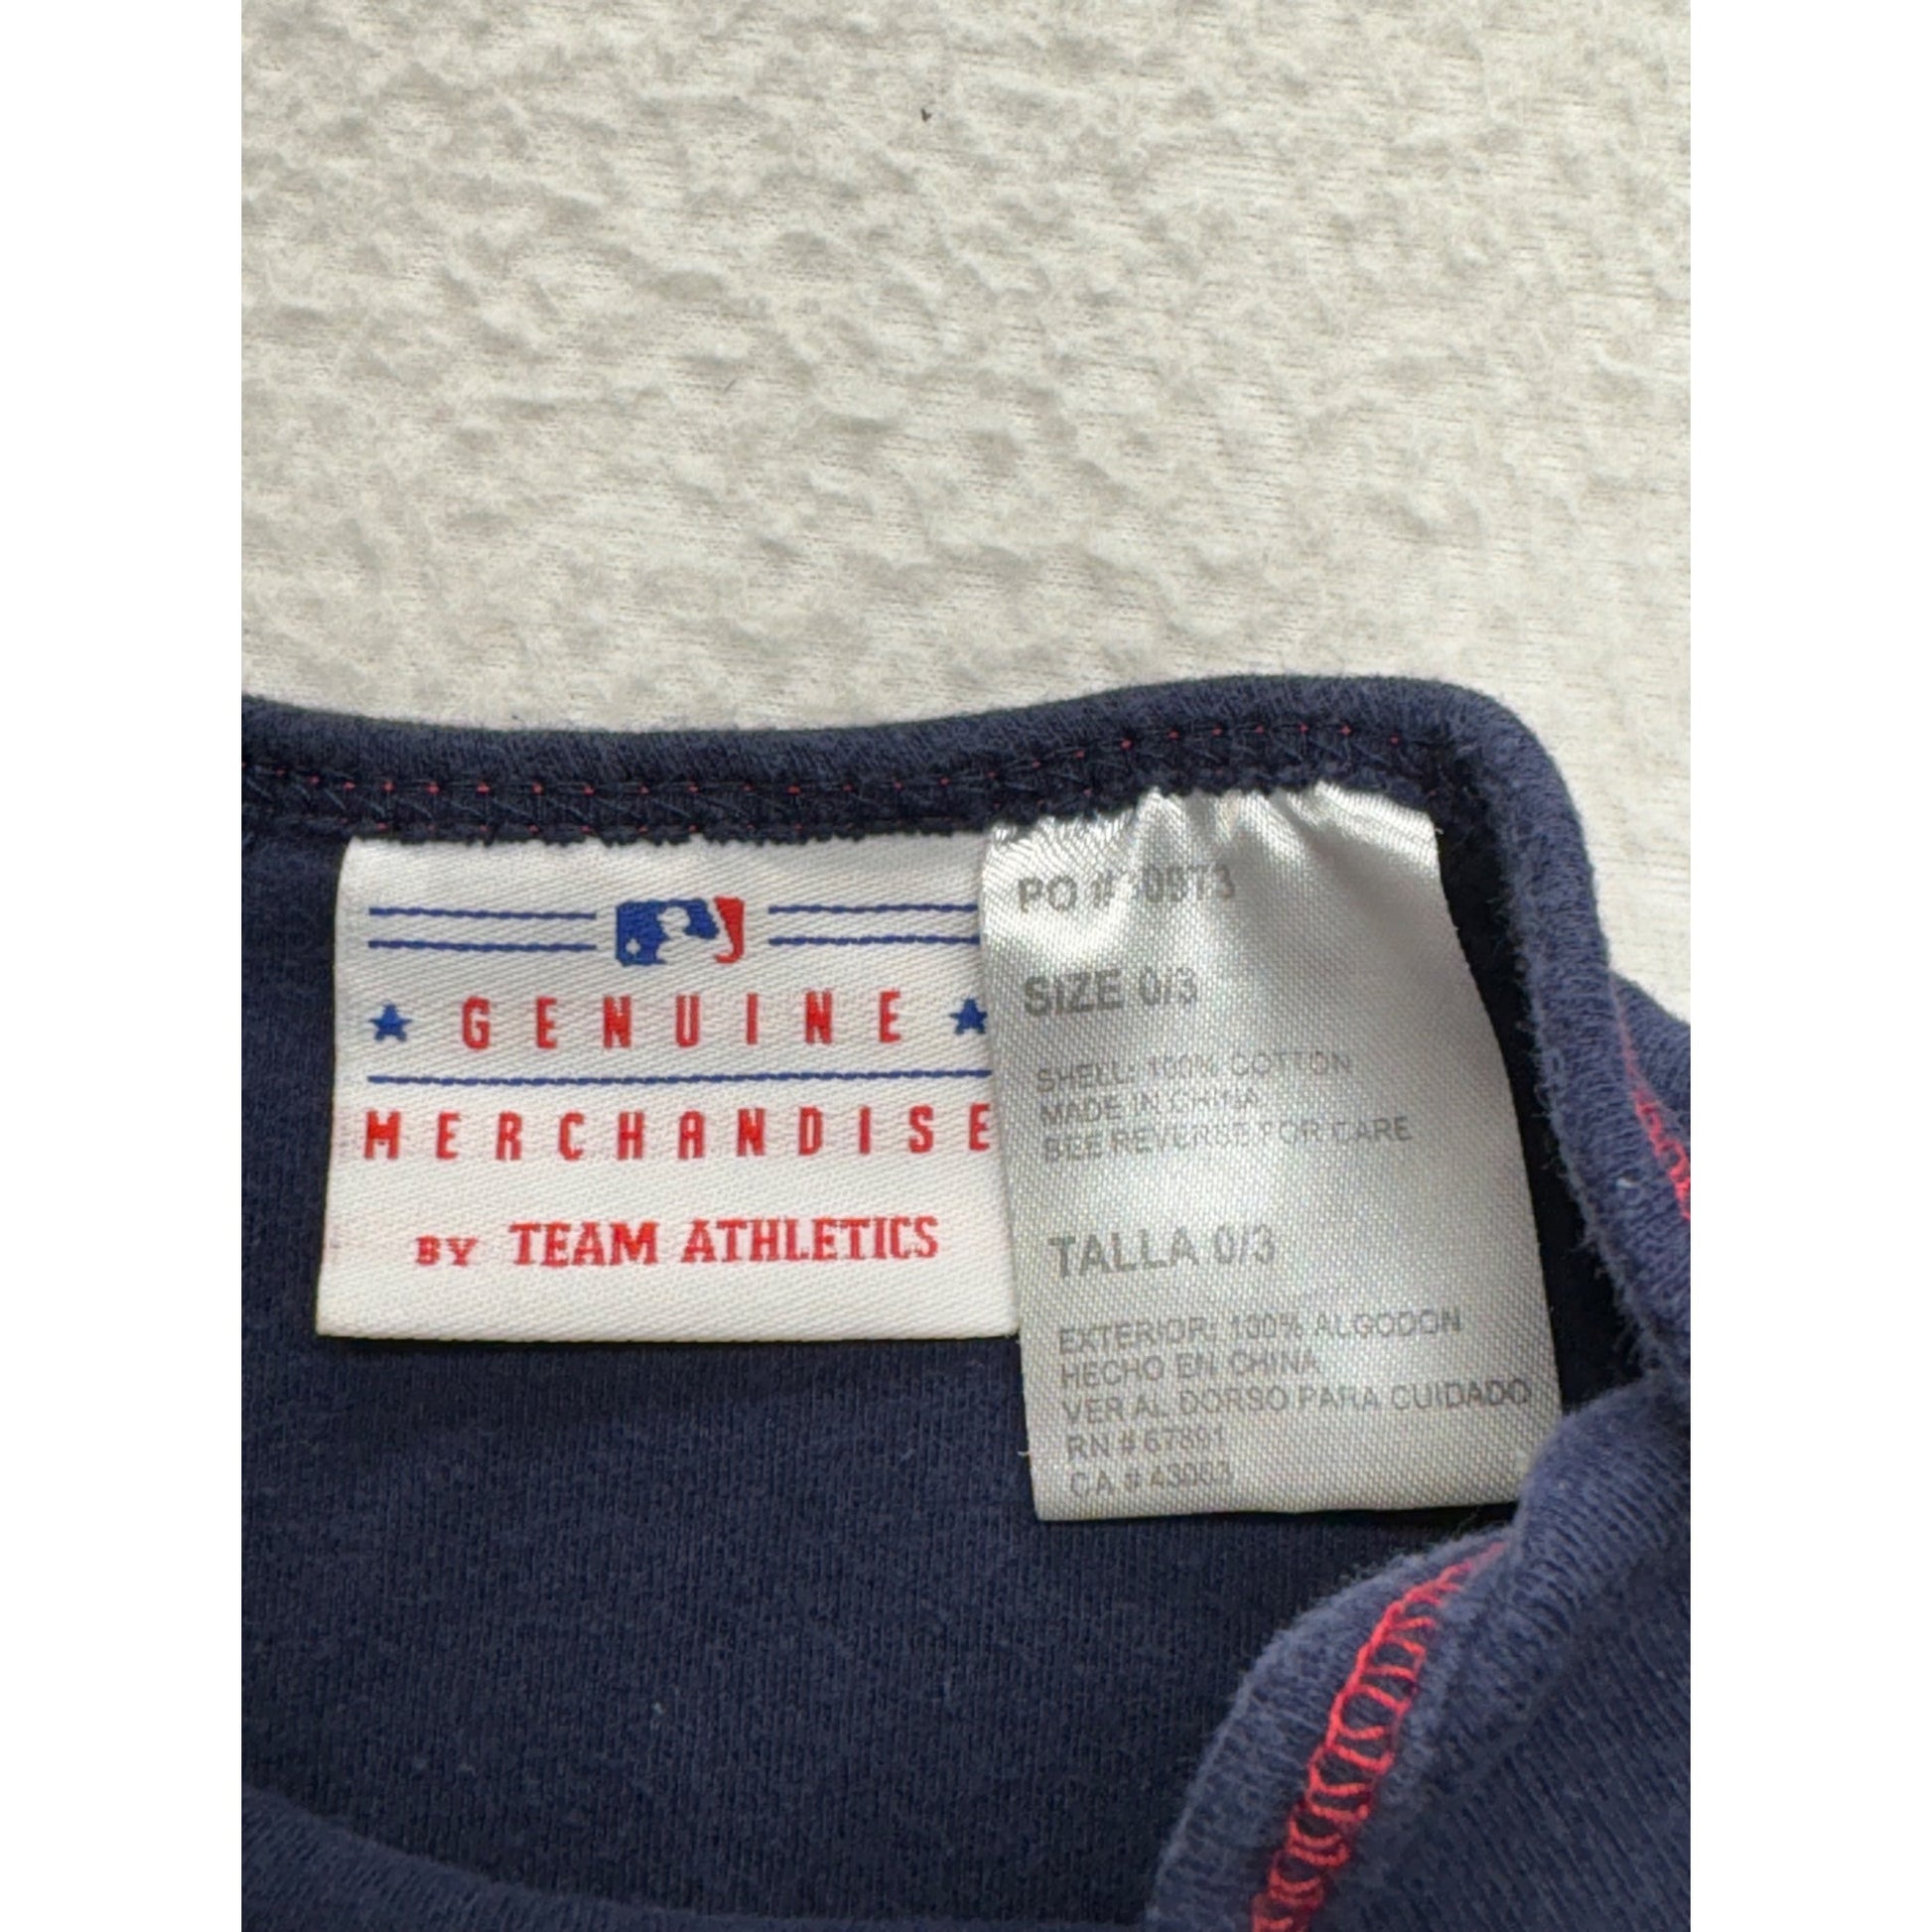 GENUINE
MERCHANDISE
BY TEAM ATHLETICS
PO #
SIZE 0/3
SHELL: 100% COTTON
MADE IN CHINA
SEE REVERSE FOR CARE
TALLA 0/3
EXTERIOR: 100% ALGODON
HECHO EN CHINA
VER AL DORSO PARA CUIDADO
RN # 67891
CA #